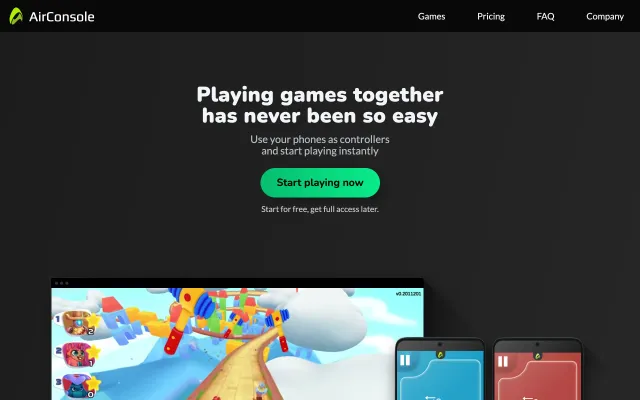 AirConsole
Games
Pricing
FAQ
Company
Playing games together
has never been so easy
Use your phones as controllers
and start playing instantly
Start playing now
Start for free, get full access later.
v0.2011201
1
2
2
1
3
0